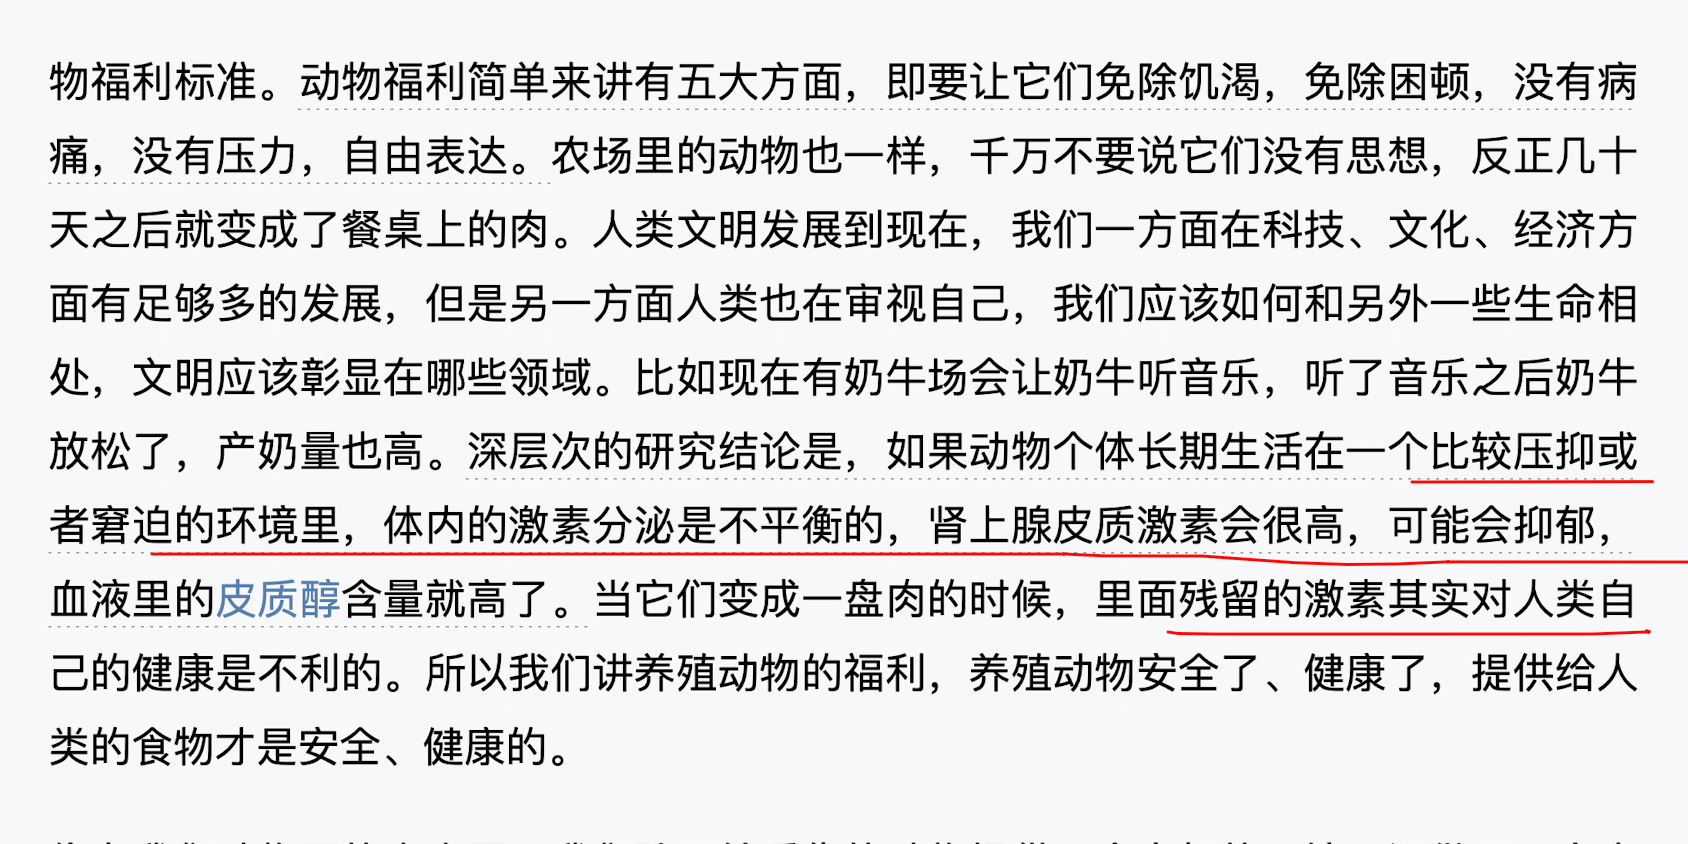 物福利标准。动物福利简单来讲有五大方面，即要让它们免除饥渴，免除困顿，没有病
痛，没有压力，自由表达。农场里的动物也一样，千万不要说它们没有思想，反正几十
天之后就变成了餐桌上的肉。人类文明发展到现在，我们一方面在科技、文化、经济方
面有足够多的发展，但是另一方面人类也在审视自己，我们应该如何和另外一些生命相
处，文明应该彰显在哪些领域。比如现在有奶牛场会让奶牛听音乐，听了音乐之后奶牛
放松了，产奶量也高。深层次的研究结论是，如果动物个体长期生活在一个比较压抑或
者窘迫的环境里，体内的激素分泌是不平衡的，肾上腺皮质激素会很高，可能会抑郁，
血液里的皮质醇含量就高了。当它们变成一盘肉的时候，里面残留的激素其实对人类自
己的健康是不利的。所以我们讲养殖动物的福利，养殖动物安全了、健康了，提供给人
类的食物才是安全、健康的。